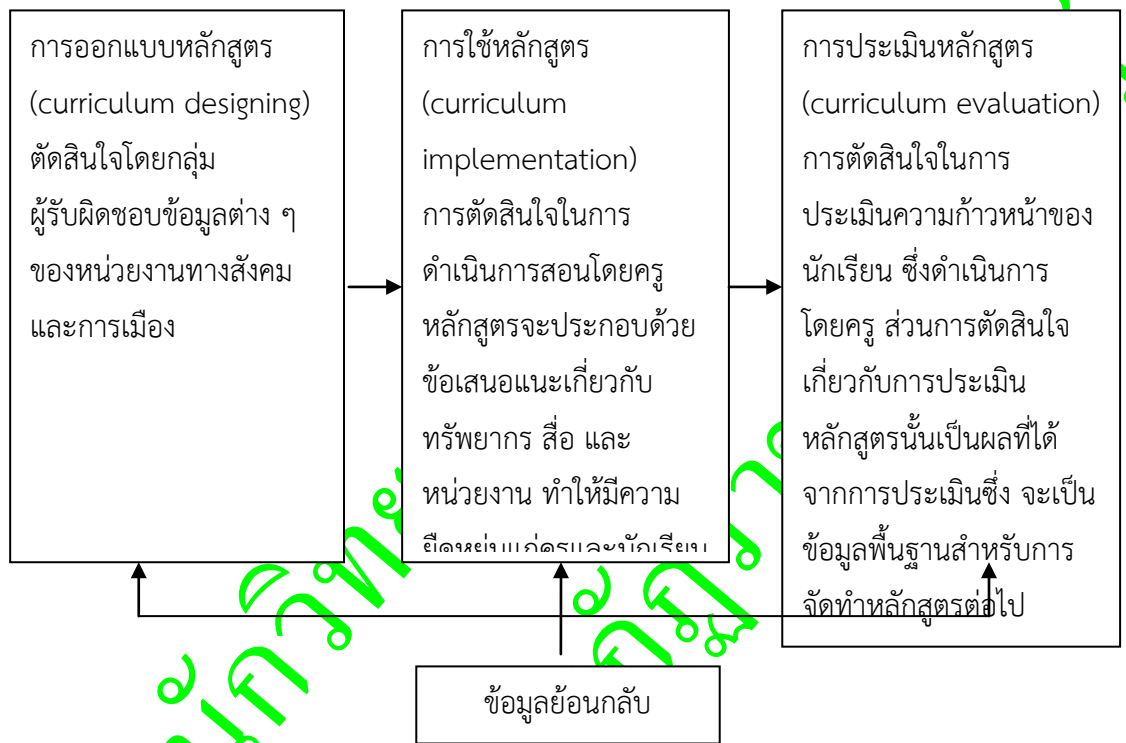 การออกแบบหลักสูตร
(curriculum designing)
ตัดสินใจโดยกลุ่ม
ผู้รับผิดชอบข้อมูลต่าง ๆ
ของหน่วยงานทางสังคม
และการเมือง
การใช้หลักสูตร
(curriculum
implementation)
การตัดสินใจในการ
ดำเนินการสอนโดยครู
หลักสูตรจะประกอบด้วย
ข้อเสนอแนะเกี่ยวกับ
ทรัพยากร สื่อ และ
หน่วยงาน ทำให้มีความ
ยืดหยุ่นแก่ครูและนักเรียน
การประเมินหลักสูตร
(curriculum evaluation)
การตัดสินใจในการ
ประเมินความก้าวหน้าของ
นักเรียน ซึ่งดำเนินการ
โดยครู ส่วนการตัดสินใจ
เกี่ยวกับการประเมิน
หลักสูตรนั้นเป็นผลที่ได้
จากการประเมินซึ่ง จะเป็น
ข้อมูลพื้นฐานสำหรับการ
จัดทำหลักสูตรต่อไป
ข้อมูลย้อนกลับ